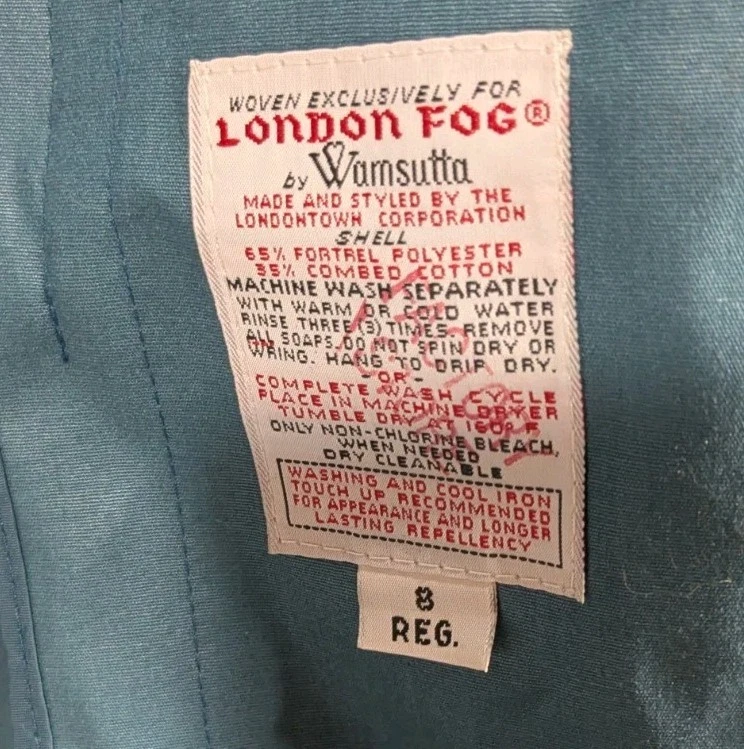 WOVEN EXCLUSIVELY FOR
LONDON FOG®
by Wamsutta
MADE AND STYLED BY THE
LONDONTOWN CORPORATION
SHELL
65% FORTREL POLYESTER
35% COMBED COTTON
MACHINE WASH SEPARATELY
WITH WARM OR COLD WATER
RINSE THREE (3) TIMES. REMOVE
ALL SOAPS. DO NOT SPIN DRY OR
WRING. HANG TO DRIP DRY.
- OR -
COMPLETE WASH CYCLE
PLACE IN MACHINE DRYER
TUMBLE DRY AT 160° F.
ONLY NON-CHLORINE BLEACH,
WHEN NEEDED
DRY CLEANABLE
WASHING AND COOL IRON
TOUCH UP RECOMMENDED
FOR APPEARANCE AND LONGER
LASTING REPELLENCY
8
REG.